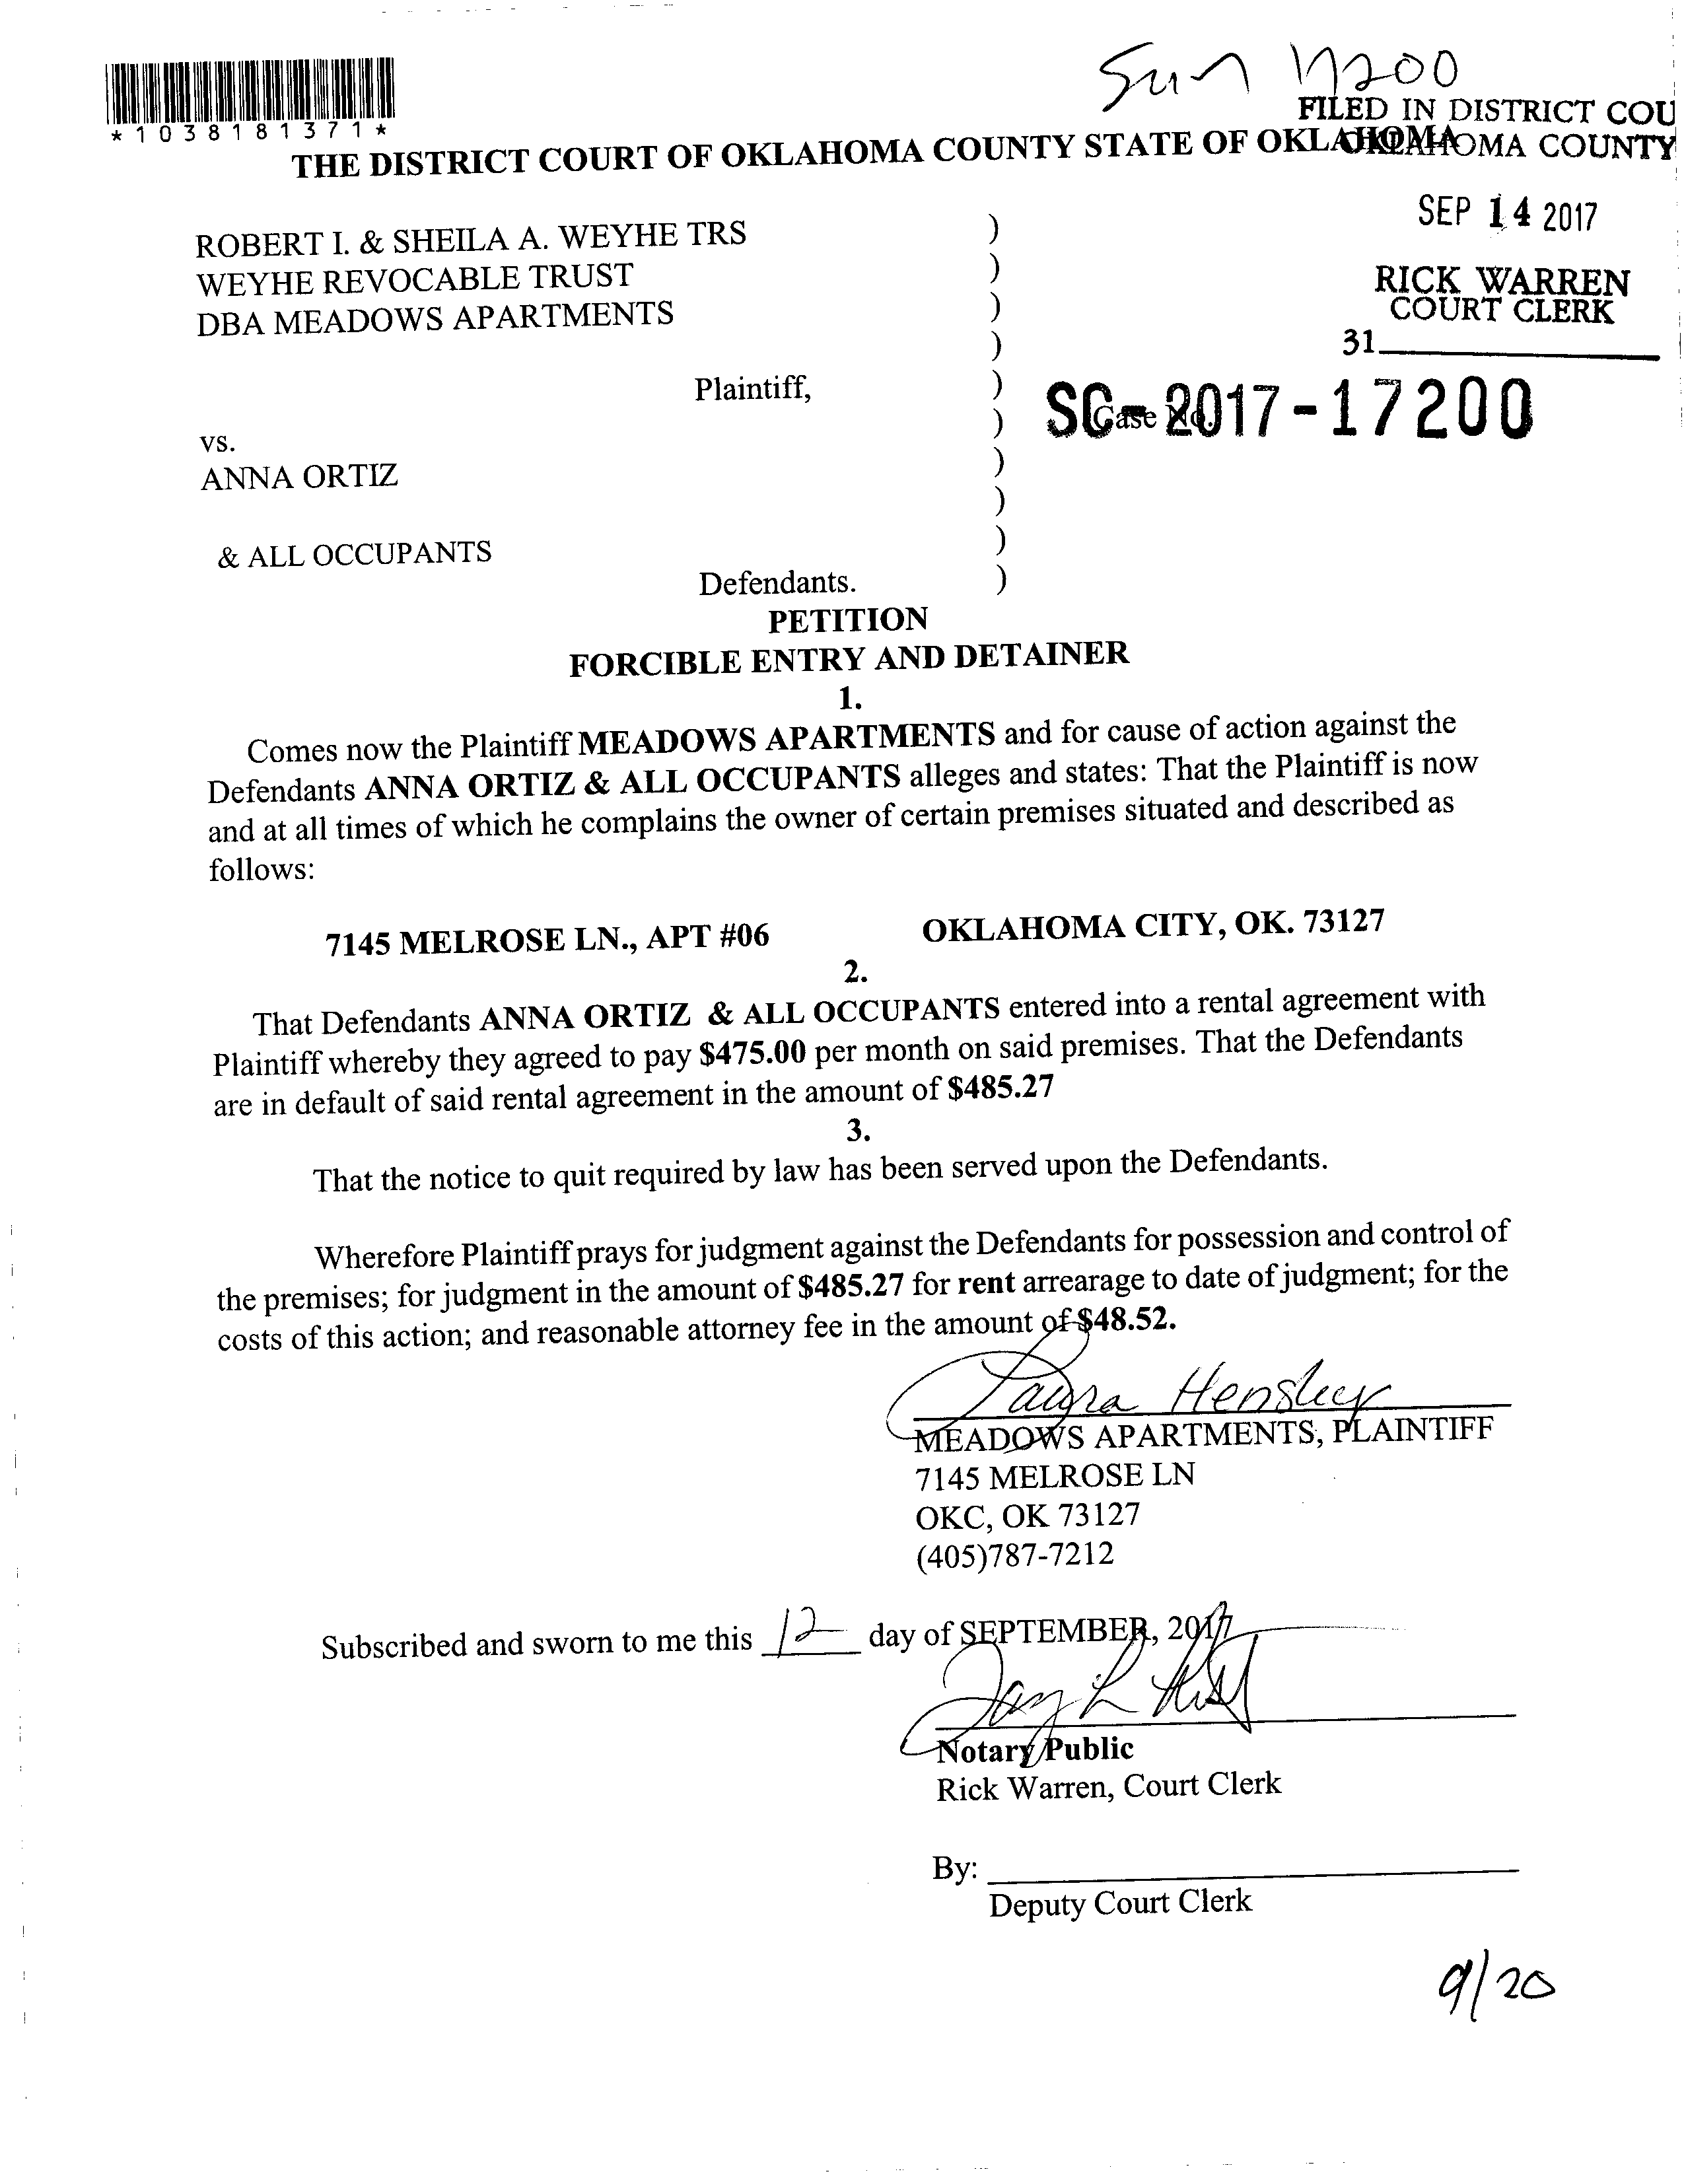 Sun 17200
*1038181371*
FILED IN DISTRICT COU
OKLAHOMA COUNTY
THE DISTRICT COURT OF OKLAHOMA COUNTY STATE OF OKLAHOMA
SEP 14 2017
RICK WARREN
COURT CLERK
31
ROBERT I. & SHEILA A. WEYHE TRS )
WEYHE REVOCABLE TRUST )
DBA MEADOWS APARTMENTS )
)
Plaintiff, )
Case No. SC-2017-17200
vs. )
ANNA ORTIZ )
)
& ALL OCCUPANTS )
Defendants. )
PETITION
FORCIBLE ENTRY AND DETAINER
1.
Comes now the Plaintiff MEADOWS APARTMENTS and for cause of action against the
Defendants ANNA ORTIZ & ALL OCCUPANTS alleges and states: That the Plaintiff is now
and at all times of which he complains the owner of certain premises situated and described as
follows:
7145 MELROSE LN., APT #06 OKLAHOMA CITY, OK. 73127
2.
That Defendants ANNA ORTIZ & ALL OCCUPANTS entered into a rental agreement with
Plaintiff whereby they agreed to pay $475.00 per month on said premises. That the Defendants
are in default of said rental agreement in the amount of $485.27
3.
That the notice to quit required by law has been served upon the Defendants.
Wherefore Plaintiff prays for judgment against the Defendants for possession and control of
the premises; for judgment in the amount of $485.27 for rent arrearage to date of judgment; for the
costs of this action; and reasonable attorney fee in the amount of $48.52.
Laura Hensley
MEADOWS APARTMENTS, PLAINTIFF
7145 MELROSE LN
OKC, OK 73127
(405)787-7212
Subscribed and sworn to me this 12 day of SEPTEMBER, 2017
Notary Public
Rick Warren, Court Clerk
By:
Deputy Court Clerk
9/20